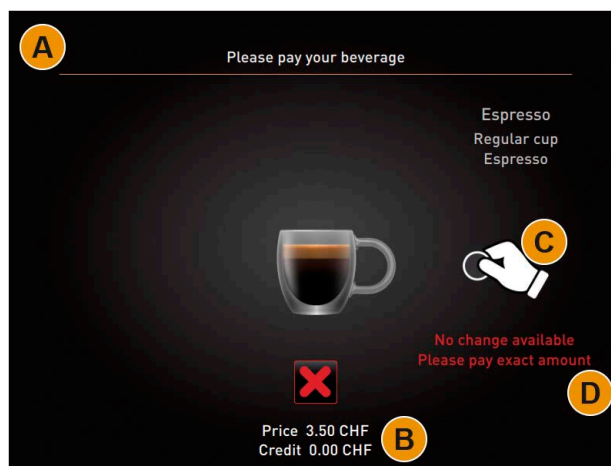 A
Please pay your beverage
Espresso
Regular cup
Espresso
C
No change available
Please pay exact amount
D
Price 3.50 CHF
Credit 0.00 CHF
B